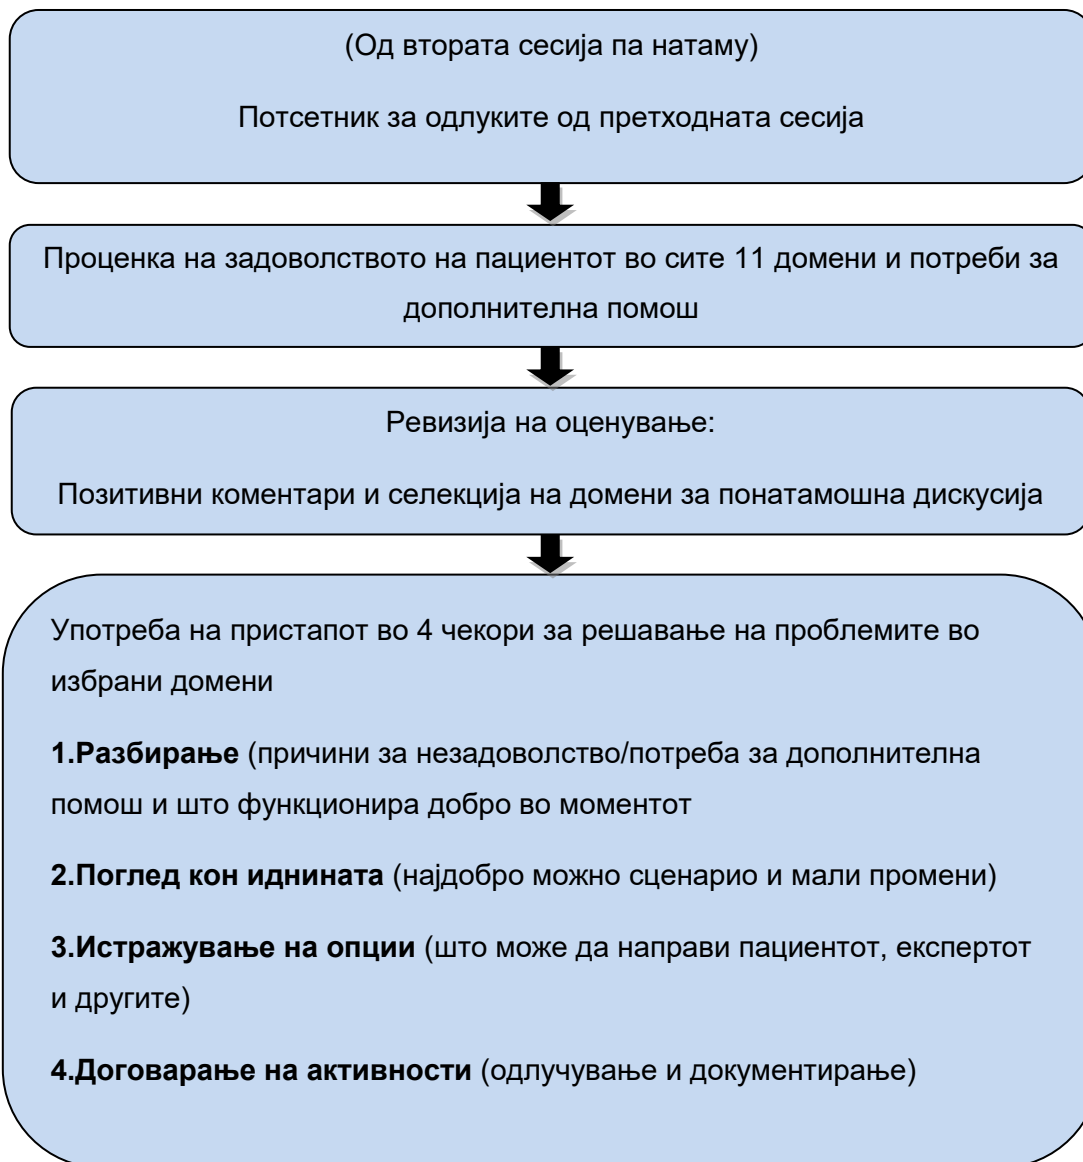 (Од втората сесија па натаму)
Потсетник за одлуките од претходната сесија
Проценка на задоволството на пациентот во сите 11 домени и потреби за
дополнителна помош
Ревизија на оценување:
Позитивни коментари и селекција на домени за понатамошна дискусија
Употреба на пристапот во 4 чекори за решавање на проблемите во
избрани домени
1.Разбирање (причини за незадоволство/потреба за дополнителна
помош и што функционира добро во моментот
2.Поглед кон иднината (најдобро можно сценарио и мали промени)
3.Истражување на опции (што може да направи пациентот, експертот
и другите)
4.Договарање на активности (одлучување и документирање)